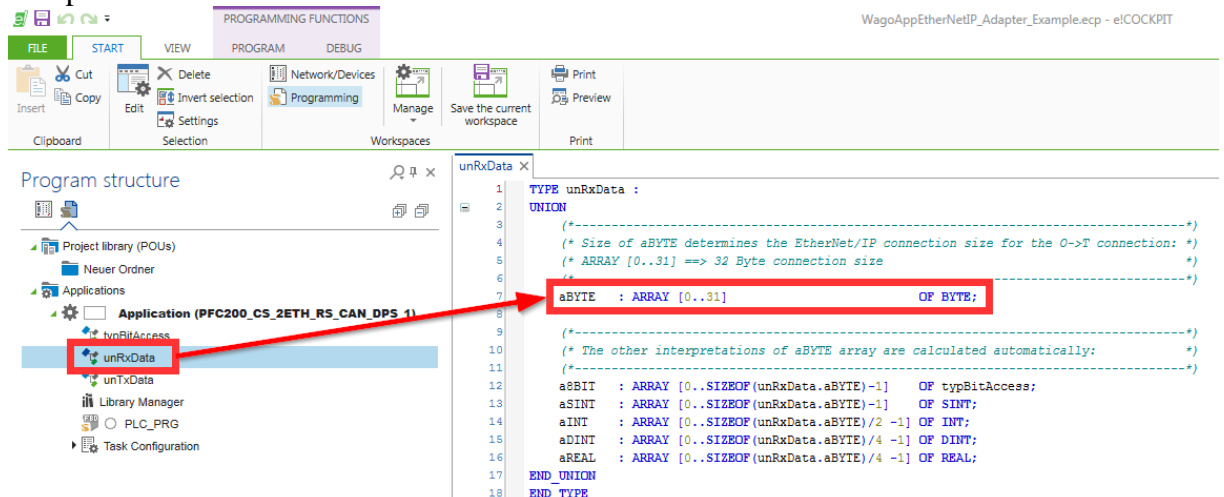 PROGRAMMING FUNCTIONS
WagoAppEtherNetIP_Adapter_Example.ecp - e!COCKPIT
FILE START VIEW PROGRAM DEBUG
Insert
Cut
Copy
Clipboard
Edit
Delete
Invert selection
Settings
Selection
Network/Devices
Programming
Manage
Save the current
workspace
Workspaces
Print
Preview
Print
Program structure
Project library (POUs)
Neuer Ordner
Applications
Application (PFC200_CS_2ETH_RS_CAN_DPS_1)
typBitAccess
unRxData
unTxData
Library Manager
PLC_PRG
Task Configuration
unRxData
1 TYPE unRxData :
2 UNION
3 (*----------------------------------------------------------------------------------*)
4 (* Size of aBYTE determines the EtherNet/IP connection size for the O->T connection: *)
5 (* ARRAY [0..31] ==> 32 Byte connection size *)
6 (*----------------------------------------------------------------------------------*)
7 aBYTE : ARRAY [0..31] OF BYTE;
8
9 (*----------------------------------------------------------------------------------*)
10 (* The other interpretations of aBYTE array are calculated automatically: *)
11 (*----------------------------------------------------------------------------------*)
12 a8BIT : ARRAY [0..SIZEOF(unRxData.aBYTE)-1] OF typBitAccess;
13 aSINT : ARRAY [0..SIZEOF(unRxData.aBYTE)-1] OF SINT;
14 aINT : ARRAY [0..SIZEOF(unRxData.aBYTE)/2 -1] OF INT;
15 aDINT : ARRAY [0..SIZEOF(unRxData.aBYTE)/4 -1] OF DINT;
16 aREAL : ARRAY [0..SIZEOF(unRxData.aBYTE)/4 -1] OF REAL;
17 END_UNION
18 END_TYPE